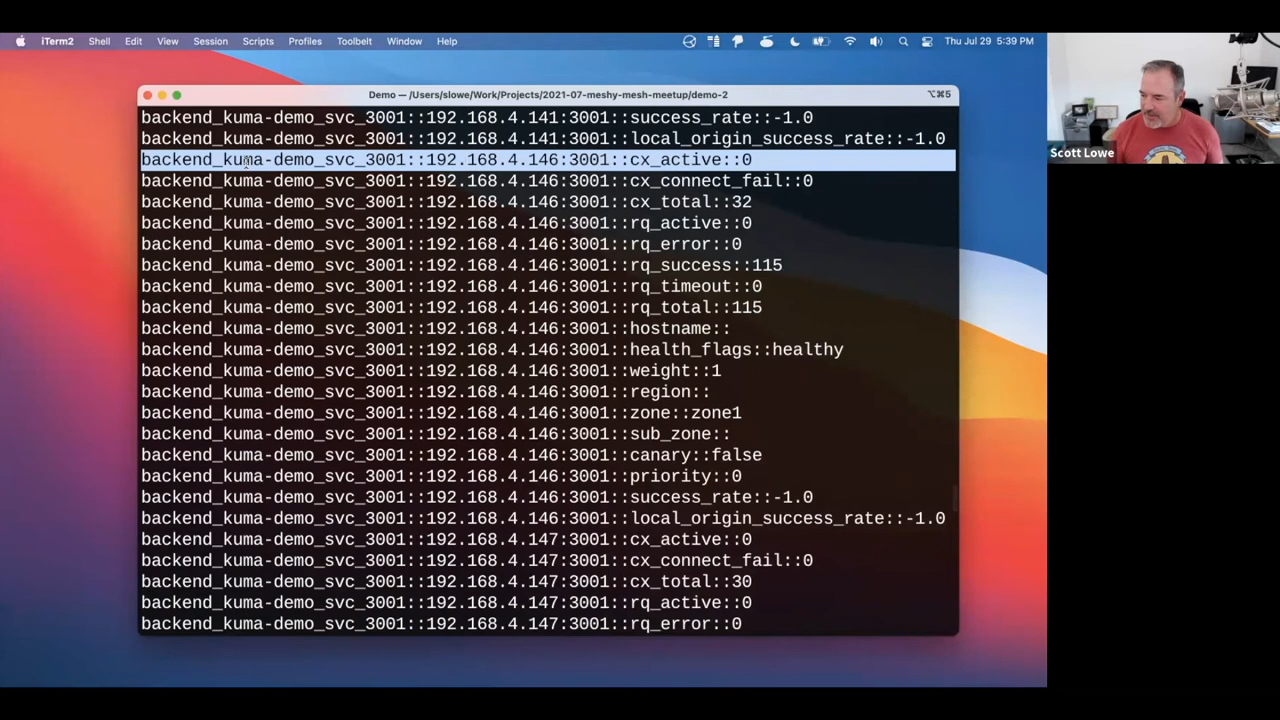 iTerm2 Shell Edit View Session Scripts Profiles Toolbelt Window Help Thu Jul 29 5:39 PM
Demo — /Users/slowe/Work/Projects/2021-07-meshy-mesh-meetup/demo-2 ⌥⌘5
backend_kuma-demo_svc_3001::192.168.4.141:3001::success_rate::-1.0
backend_kuma-demo_svc_3001::192.168.4.141:3001::local_origin_success_rate::-1.0
backend_kuma-demo_svc_3001::192.168.4.146:3001::cx_active::0
backend_kuma-demo_svc_3001::192.168.4.146:3001::cx_connect_fail::0
backend_kuma-demo_svc_3001::192.168.4.146:3001::cx_total::32
backend_kuma-demo_svc_3001::192.168.4.146:3001::rq_active::0
backend_kuma-demo_svc_3001::192.168.4.146:3001::rq_error::0
backend_kuma-demo_svc_3001::192.168.4.146:3001::rq_success::115
backend_kuma-demo_svc_3001::192.168.4.146:3001::rq_timeout::0
backend_kuma-demo_svc_3001::192.168.4.146:3001::rq_total::115
backend_kuma-demo_svc_3001::192.168.4.146:3001::hostname::
backend_kuma-demo_svc_3001::192.168.4.146:3001::health_flags::healthy
backend_kuma-demo_svc_3001::192.168.4.146:3001::weight::1
backend_kuma-demo_svc_3001::192.168.4.146:3001::region::
backend_kuma-demo_svc_3001::192.168.4.146:3001::zone::zone1
backend_kuma-demo_svc_3001::192.168.4.146:3001::sub_zone::
backend_kuma-demo_svc_3001::192.168.4.146:3001::canary::false
backend_kuma-demo_svc_3001::192.168.4.146:3001::priority::0
backend_kuma-demo_svc_3001::192.168.4.146:3001::success_rate::-1.0
backend_kuma-demo_svc_3001::192.168.4.146:3001::local_origin_success_rate::-1.0
backend_kuma-demo_svc_3001::192.168.4.147:3001::cx_active::0
backend_kuma-demo_svc_3001::192.168.4.147:3001::cx_connect_fail::0
backend_kuma-demo_svc_3001::192.168.4.147:3001::cx_total::30
backend_kuma-demo_svc_3001::192.168.4.147:3001::rq_active::0
backend_kuma-demo_svc_3001::192.168.4.147:3001::rq_error::0
Scott Lowe